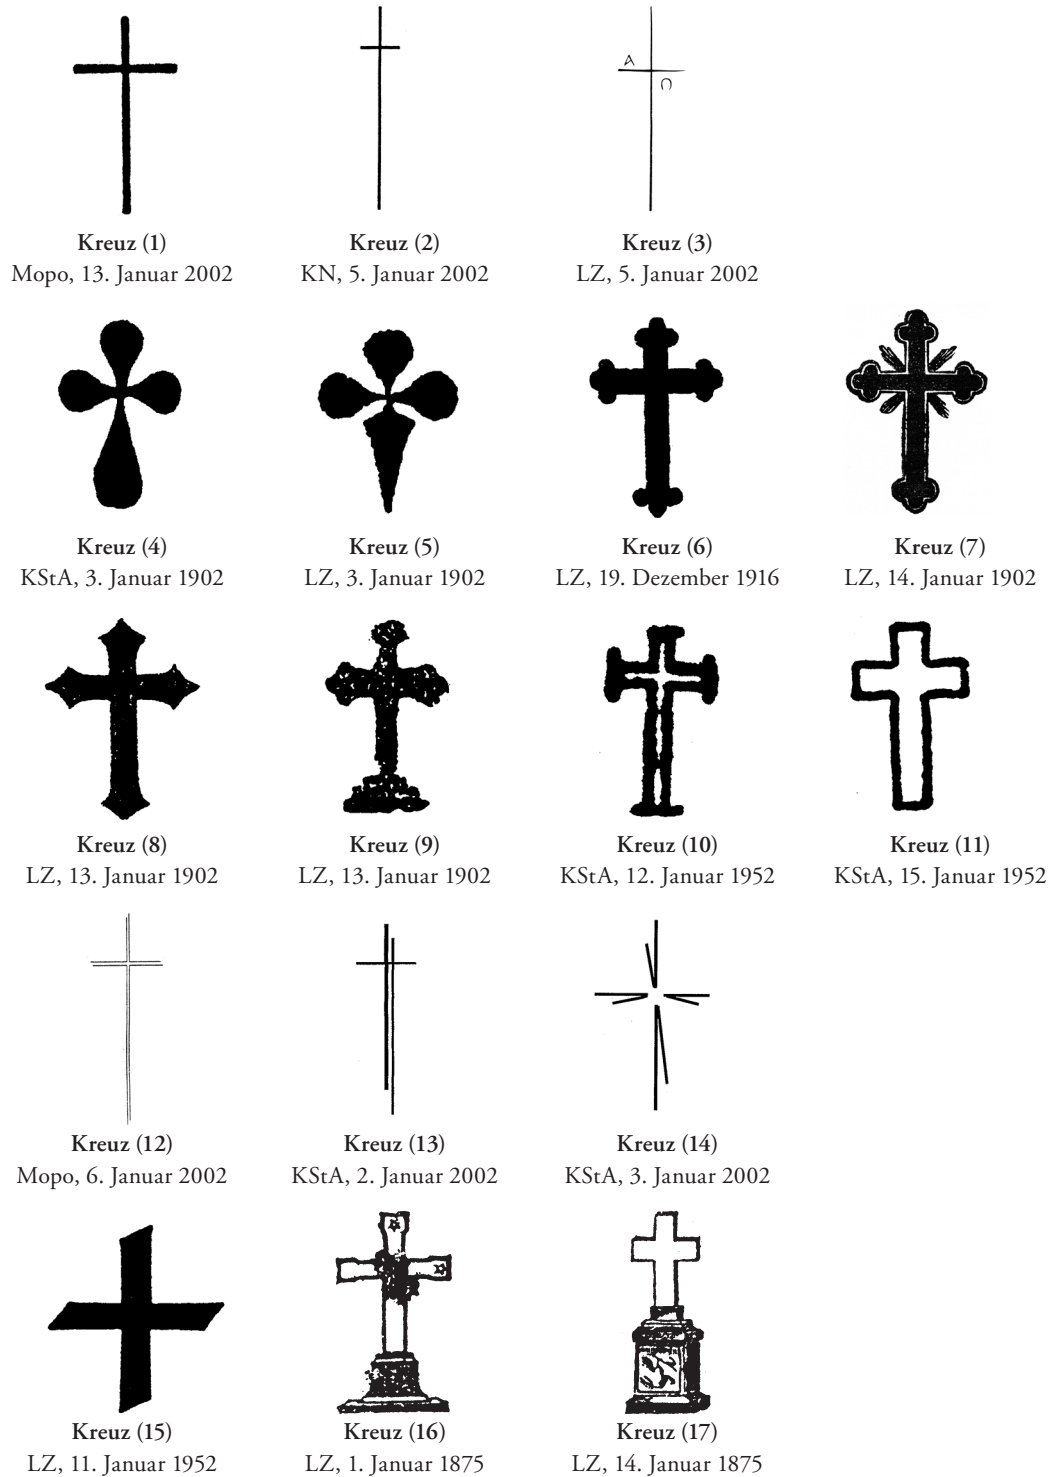 A
Ω
Kreuz (1)
Mopo, 13. Januar 2002
Kreuz (2)
KN, 5. Januar 2002
Kreuz (3)
LZ, 5. Januar 2002
Kreuz (4)
KStA, 3. Januar 1902
Kreuz (5)
LZ, 3. Januar 1902
Kreuz (6)
LZ, 19. Dezember 1916
Kreuz (7)
LZ, 14. Januar 1902
Kreuz (8)
LZ, 13. Januar 1902
Kreuz (9)
LZ, 13. Januar 1902
Kreuz (10)
KStA, 12. Januar 1952
Kreuz (11)
KStA, 15. Januar 1952
Kreuz (12)
Mopo, 6. Januar 2002
Kreuz (13)
KStA, 2. Januar 2002
Kreuz (14)
KStA, 3. Januar 2002
Kreuz (15)
LZ, 11. Januar 1952
Kreuz (16)
LZ, 1. Januar 1875
Kreuz (17)
LZ, 14. Januar 1875